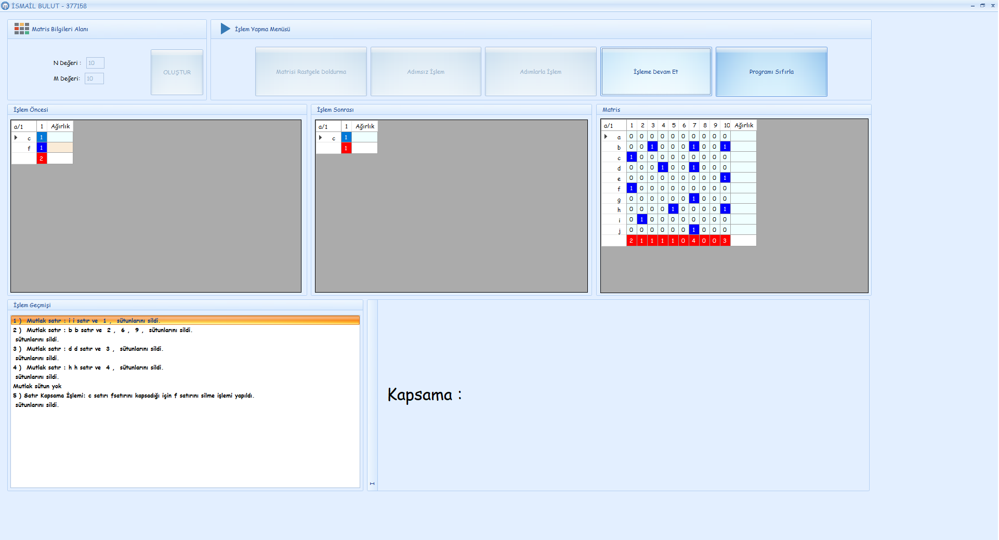 İSMAİL BULUT - 377158
Matris Bilgileri Alanı
İşlem Yapma Menüsü
N Değeri : 10
M Değeri: 10
OLUŞTUR
Matrisi Rastgele Doldurma
Adımsız İşlem
Adımlarla İşlem
İşleme Devam Et
Programı Sıfırla
İşlem Öncesi
a/1 1 Ağırlık
c 1
f 1
2
İşlem Sonrası
a/1 1 Ağırlık
c 1
1
Matris
a/1 1 2 3 4 5 6 7 8 9 10 Ağırlık
a 0 0 0 0 0 0 0 0 0 0
b 0 0 1 0 0 0 1 0 0 1
c 1 0 0 0 0 0 0 0 0 0
d 0 0 0 1 0 0 1 0 0 0
e 0 0 0 0 0 0 0 0 0 1
f 1 0 0 0 0 0 0 0 0 0
g 0 0 0 0 0 0 1 0 0 0
h 0 0 0 0 1 0 0 0 0 1
i 0 1 0 0 0 0 0 0 0 0
j 0 0 0 0 0 0 1 0 0 0
2 1 1 1 1 0 4 0 0 3
İşlem Geçmişi
1 ) Mutlak satır : i i satır ve 1 , sütunlarını sildi.
2 ) Mutlak satır : b b satır ve 2 , 6 , 9 , sütunlarını sildi.
sütunlarını sildi.
3 ) Mutlak satır : d d satır ve 3 , sütunlarını sildi.
sütunlarını sildi.
4 ) Mutlak satır : h h satır ve 4 , sütunlarını sildi.
sütunlarını sildi.
Mutlak sütun yok
5 ) Satır Kapsama İşlemi: c satırı fsatırını kapsadığı için f satırını silme işlemi yapıldı.
sütunlarını sildi.
Kapsama :